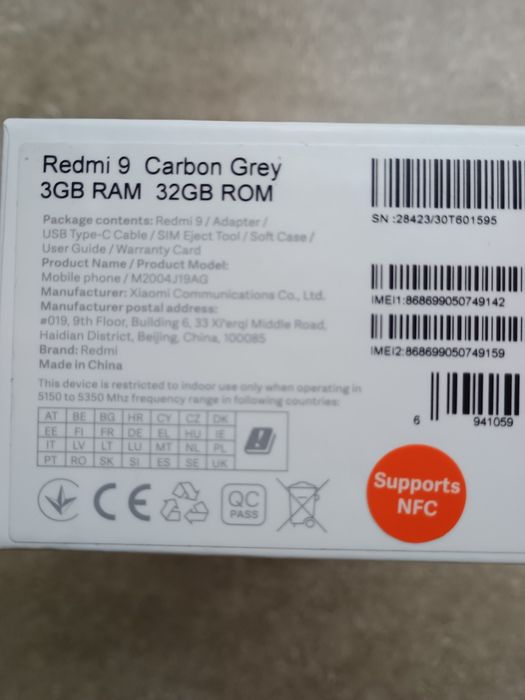 Redmi 9 Carbon Grey
3GB RAM 32GB ROM
Package contents: Redmi 9 / Adapter /
USB Type-C Cable / SIM Eject Tool / Soft Case /
User Guide / Warranty Card
Product Name / Product Model:
Mobile phone / M2004J19AG
Manufacturer: Xiaomi Communications Co., Ltd.
Manufacturer postal address:
#019, 9th Floor, Building 6, 33 Xi'erqi Middle Road,
Haidian District, Beijing, China, 100085
Brand: Redmi
Made in China
This device is restricted to indoor use only when operating in
5150 to 5350 Mhz frequency range in following countries:
AT BE BG HR CY CZ DK
EE FI FR DE EL HU IE
IT LV LT LU MT NL PL
PT RO SK SI ES SE UK
CE
QC
PASS
SN :28423/30T601595
IMEI1:868699050749142
IMEI2:868699050749159
6 941059
Supports
NFC